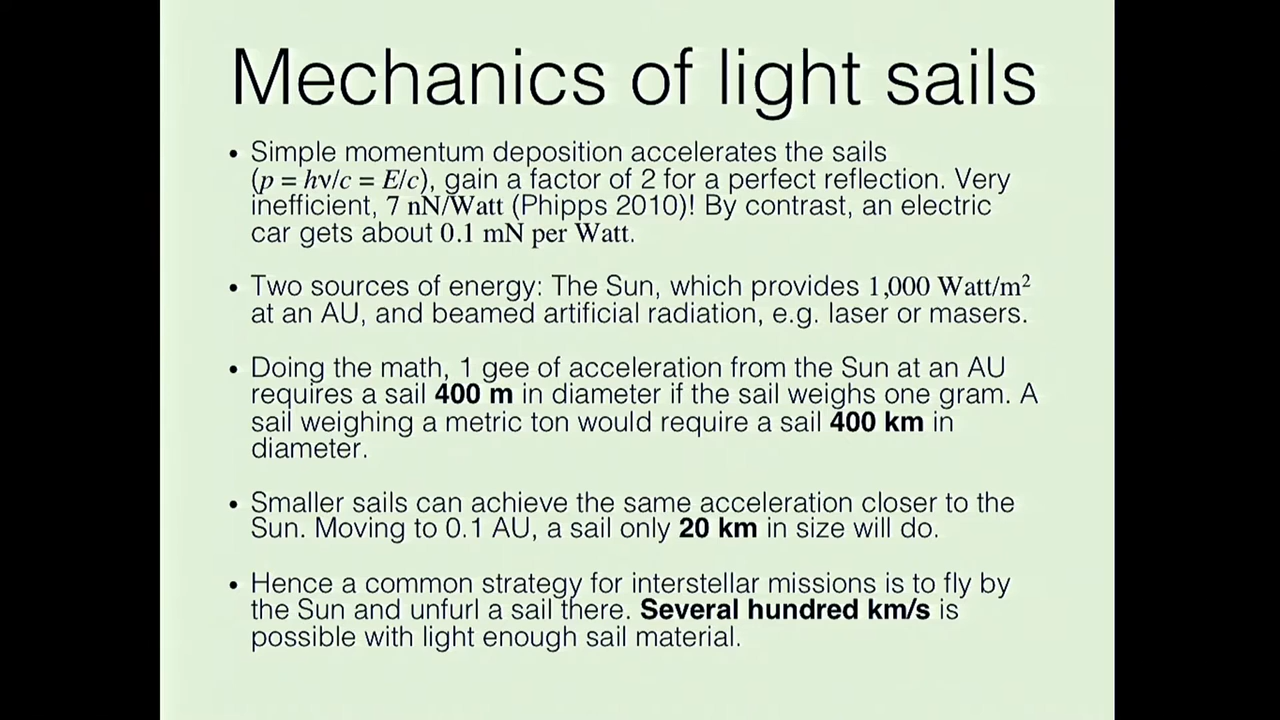 Mechanics of light sails
• Simple momentum deposition accelerates the sails
(p = hν/c = E/c), gain a factor of 2 for a perfect reflection. Very
inefficient, 7 nN/Watt (Phipps 2010)! By contrast, an electric
car gets about 0.1 mN per Watt.
• Two sources of energy: The Sun, which provides 1,000 Watt/m²
at an AU, and beamed artificial radiation, e.g. laser or masers.
• Doing the math, 1 gee of acceleration from the Sun at an AU
requires a sail 400 m in diameter if the sail weighs one gram. A
sail weighing a metric ton would require a sail 400 km in
diameter.
• Smaller sails can achieve the same acceleration closer to the
Sun. Moving to 0.1 AU, a sail only 20 km in size will do.
• Hence a common strategy for interstellar missions is to fly by
the Sun and unfurl a sail there. Several hundred km/s is
possible with light enough sail material.